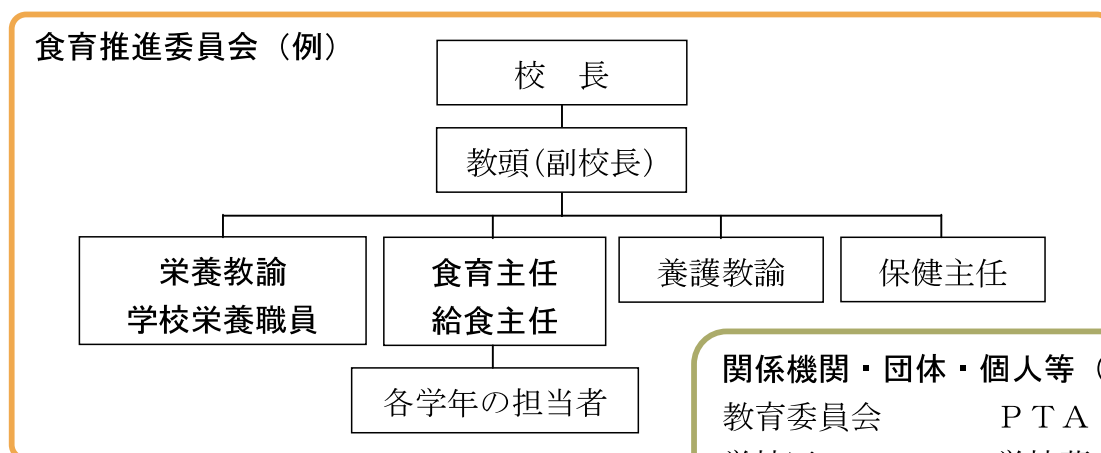 食育推進委員会（例）
校　長
教頭(副校長)
栄養教諭
学校栄養職員
食育主任
給食主任
養護教諭
保健主任
各学年の担当者
関係機関・団体・個人等（
教育委員会　ＰＴＡ